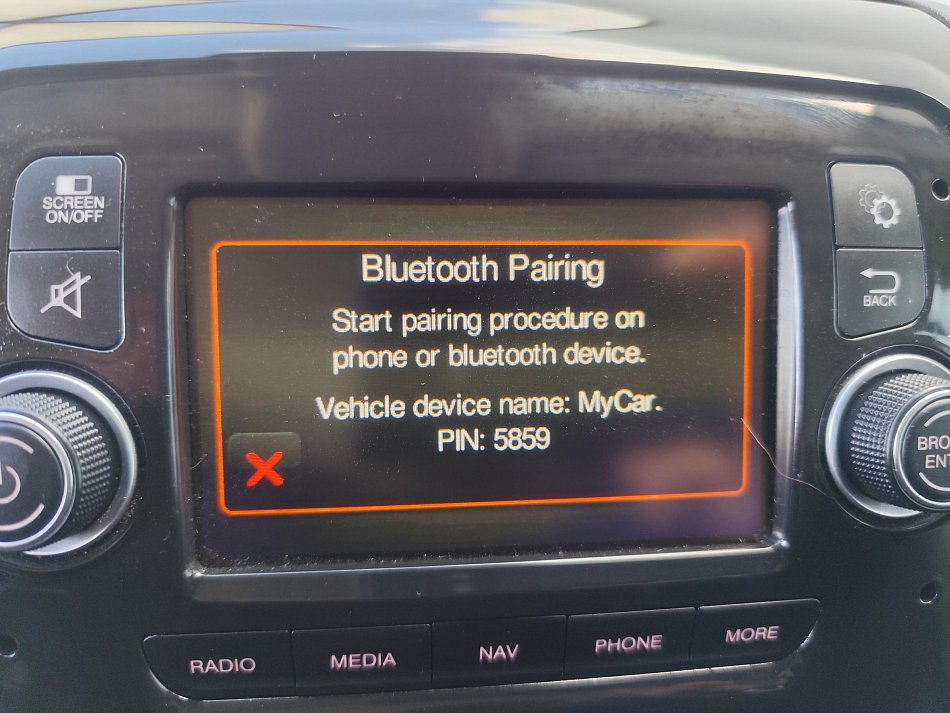 SCREEN
ON/OFF
Bluetooth Pairing
Start pairing procedure on
phone or bluetooth device.
Vehicle device name: MyCar.
PIN: 5859
BACK
RADIO
MEDIA
NAV
PHONE
MORE